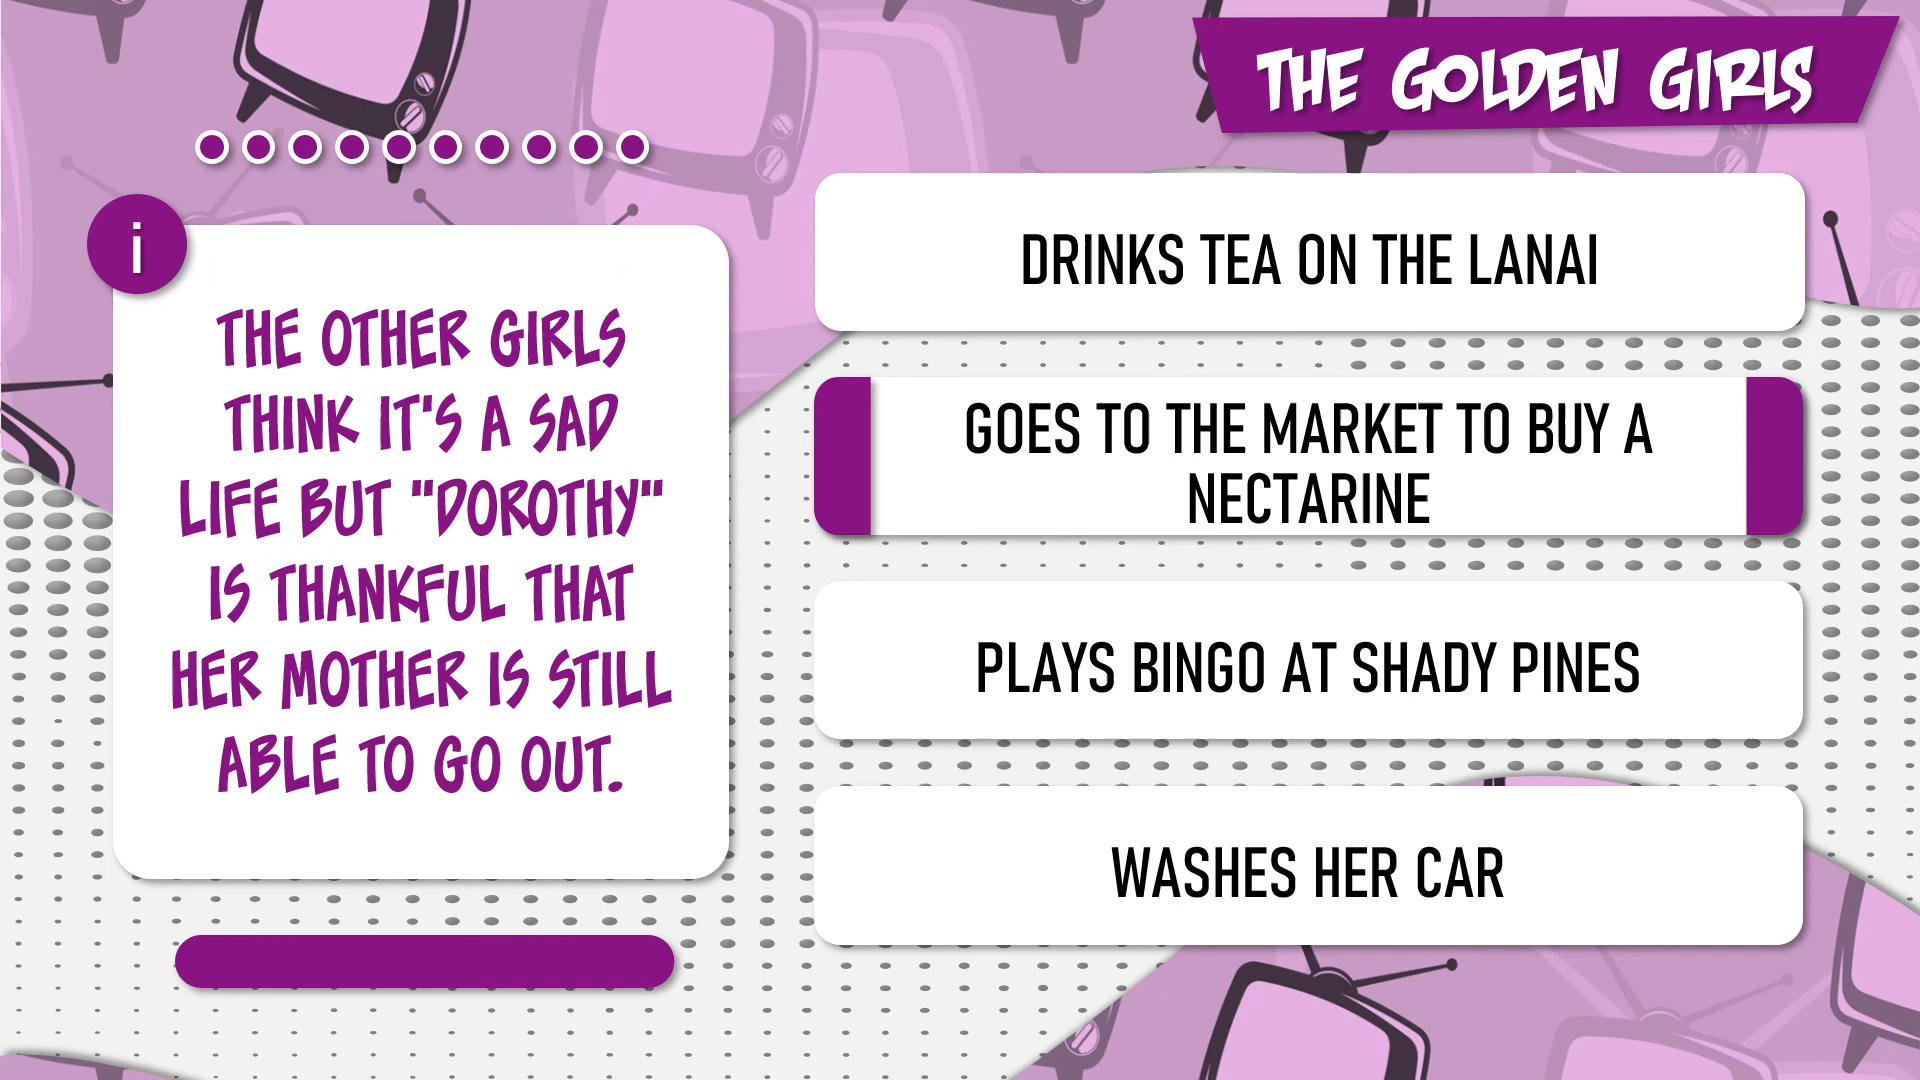 THE GOLDEN GIRLS
i
THE OTHER GIRLS
THINK IT'S A SAD
LIFE BUT "DOROTHY"
IS THANKFUL THAT
HER MOTHER IS STILL
ABLE TO GO OUT.
DRINKS TEA ON THE LANAI
GOES TO THE MARKET TO BUY A
NECTARINE
PLAYS BINGO AT SHADY PINES
WASHES HER CAR